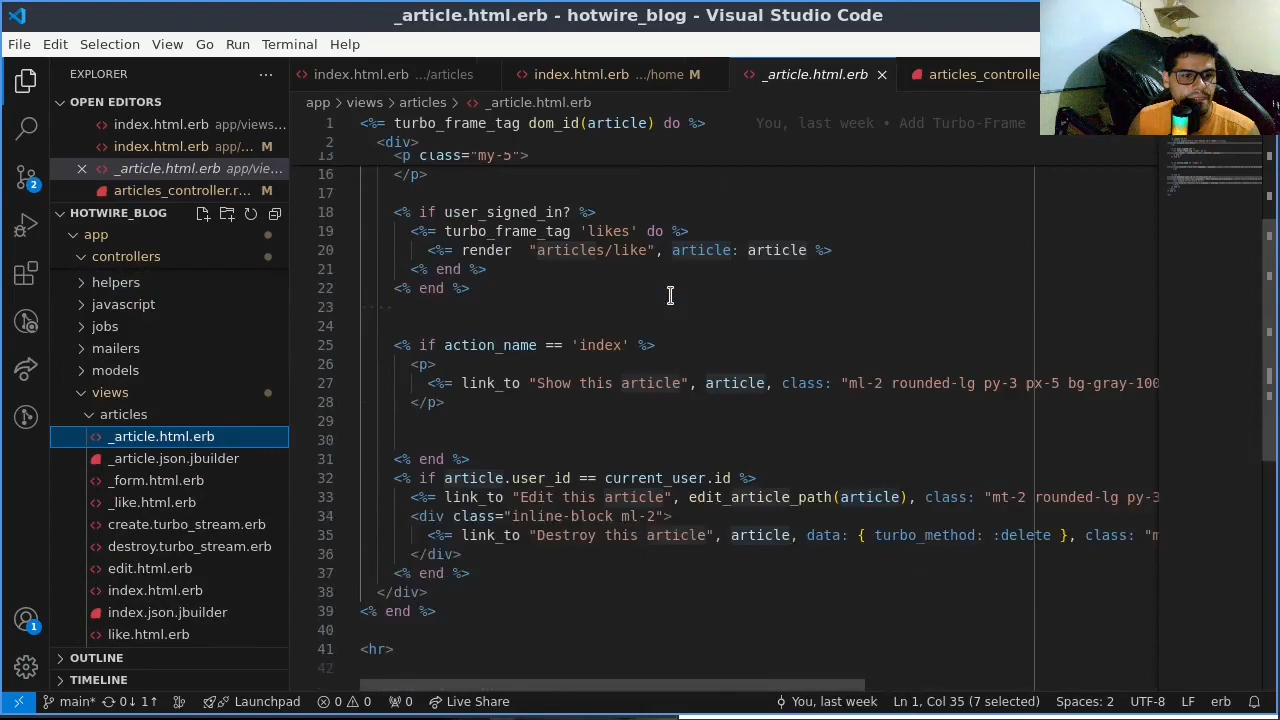 _article.html.erb - hotwire_blog - Visual Studio Code
File Edit Selection View Go Run Terminal Help
EXPLORER
index.html.erb .../articles
index.html.erb .../home M
_article.html.erb
articles_controlle
OPEN EDITORS
index.html.erb app/views...
index.html.erb app/... M
_article.html.erb app/vie...
articles_controller.r... M
HOTWIRE_BLOG
app
controllers
helpers
javascript
jobs
mailers
models
views
articles
_article.html.erb
_article.json.jbuilder
_form.html.erb
_like.html.erb
create.turbo_stream.erb
destroy.turbo_stream.erb
edit.html.erb
index.html.erb
index.json.jbuilder
like.html.erb
OUTLINE
TIMELINE
2
1
app > views > articles > _article.html.erb
1 <%= turbo_frame_tag dom_id(article) do %> You, last week • Add Turbo-Frame
2 <div>
13 <p class="my-5">
16 </p>
17
18 <% if user_signed_in? %>
19 <%= turbo_frame_tag 'likes' do %>
20 <%= render "articles/like", article: article %>
21 <% end %>
22 <% end %>
23
24
25 <% if action_name == 'index' %>
26 <p>
27 <%= link_to "Show this article", article, class: "ml-2 rounded-lg py-3 px-5 bg-gray-100
28 </p>
29
30
31 <% end %>
32 <% if article.user_id == current_user.id %>
33 <%= link_to "Edit this article", edit_article_path(article), class: "mt-2 rounded-lg py-3
34 <div class="inline-block ml-2">
35 <%= link_to "Destroy this article", article, data: { turbo_method: :delete }, class: "m
36 </div>
37 <% end %>
38 </div>
39 <% end %>
40
41 <hr>
42
main* 0↓ 1↑ Launchpad 0 0 0 Live Share You, last week Ln 1, Col 35 (7 selected) Spaces: 2 UTF-8 LF erb